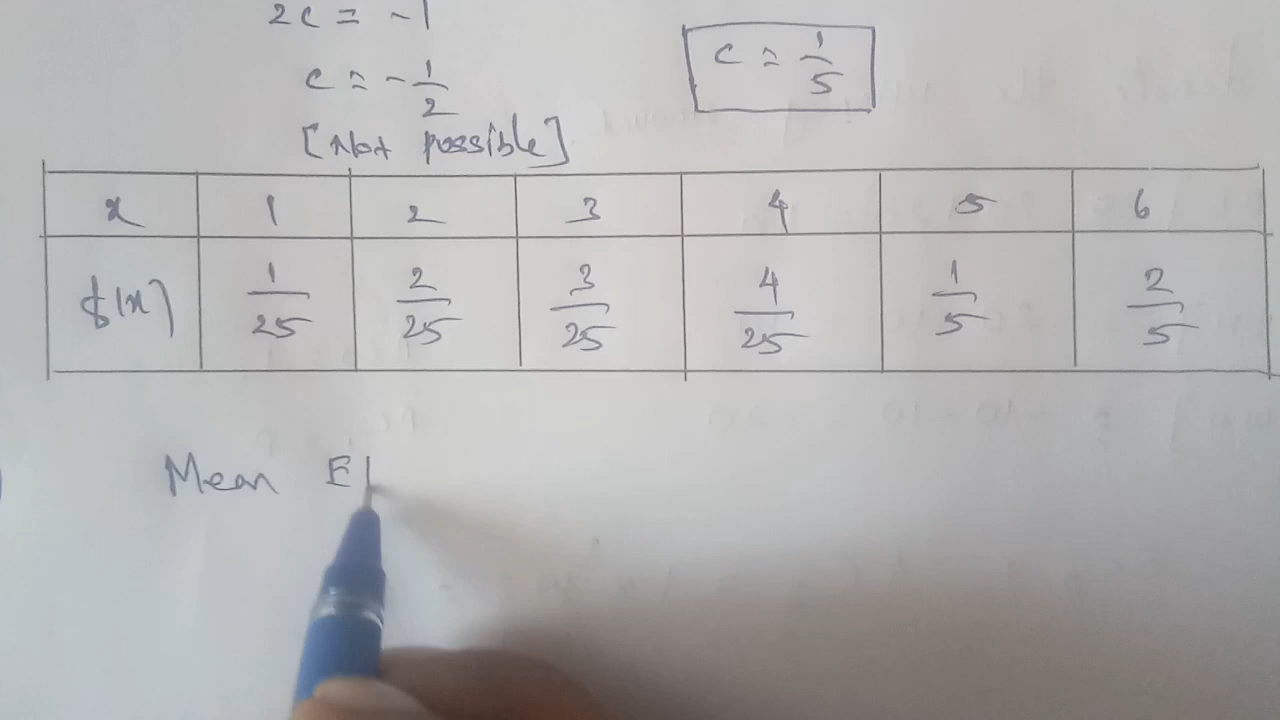 2c = -1
c = -1/2
[Not possible]
c = 1/5
x 1 2 3 4 5 6
f(x) 1/25 2/25 3/25 4/25 1/5 2/5
Mean E(